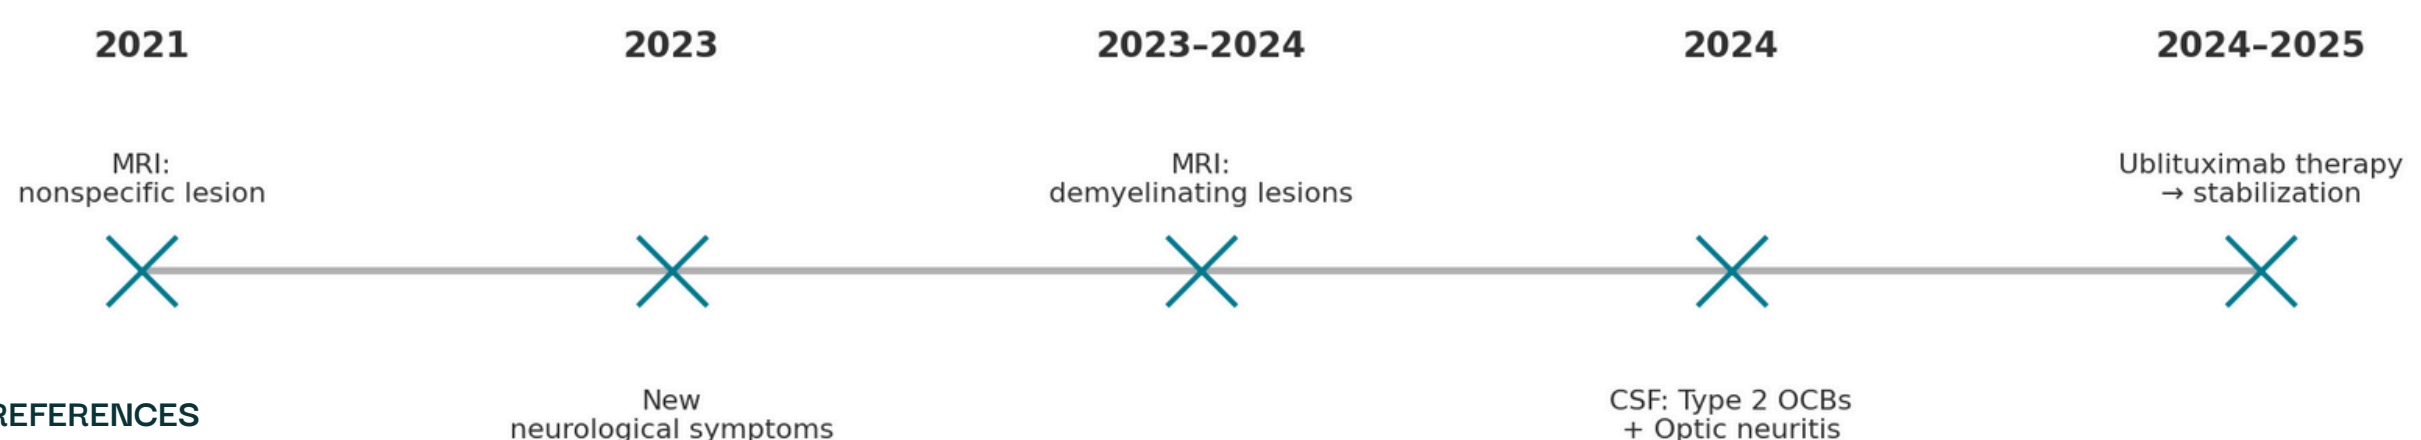 2021
2023
2023–2024
2024
2024–2025
MRI:
nonspecific lesion
MRI:
demyelinating lesions
Ublituximab therapy
→ stabilization
New
neurological symptoms
CSF: Type 2 OCBs
+ Optic neuritis
REFERENCES